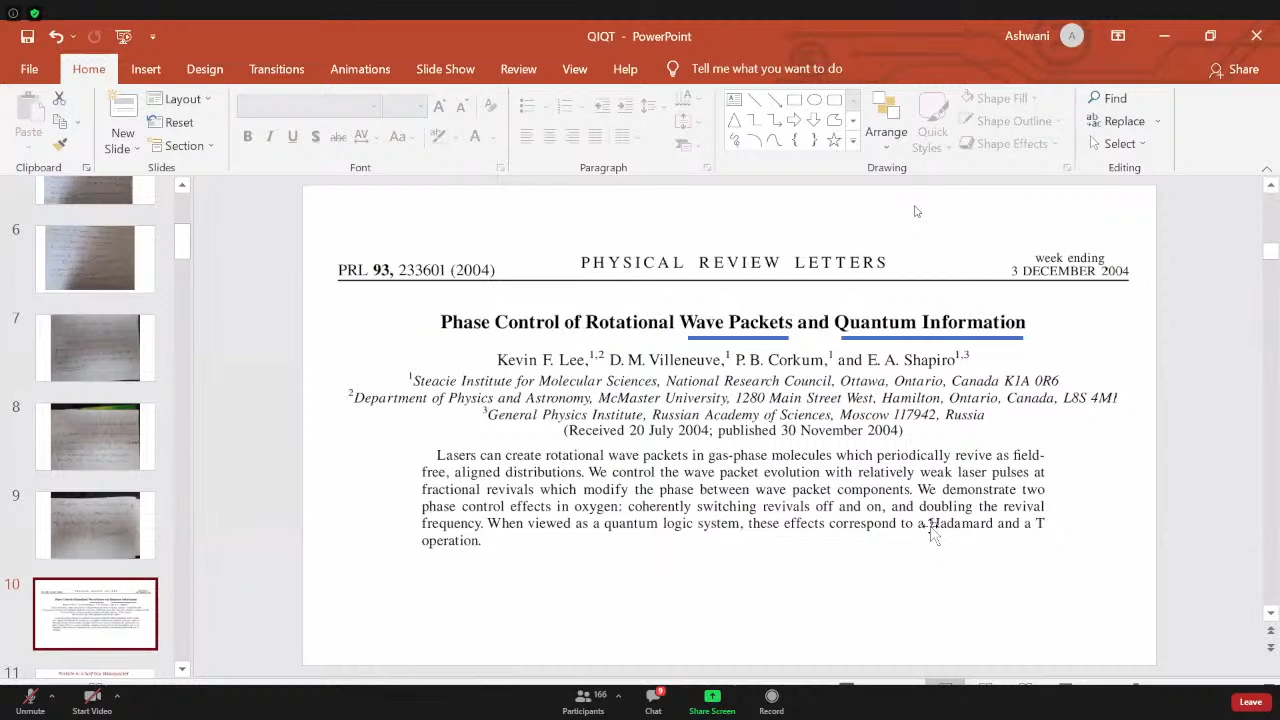 QIQT - PowerPoint
Ashwani
A
File
Home
Insert
Design
Transitions
Animations
Slide Show
Review
View
Help
Tell me what you want to do
Share
Paste
Clipboard
New
Slide
Layout
Reset
Section
Slides
B I U S abc AV Aa A
Font
Paragraph
Arrange
Quick
Styles
Shape Fill
Shape Outline
Shape Effects
Drawing
Find
Replace
Select
Editing
6
7
8
9
10
11
PRL 93, 233601 (2004)
PHYSICAL REVIEW LETTERS
week ending
3 DECEMBER 2004
Phase Control of Rotational Wave Packets and Quantum Information
Kevin F. Lee,1,2 D. M. Villeneuve,1 P. B. Corkum,1 and E. A. Shapiro1,3
1Steacie Institute for Molecular Sciences, National Research Council, Ottawa, Ontario, Canada K1A 0R6
2Department of Physics and Astronomy, McMaster University, 1280 Main Street West, Hamilton, Ontario, Canada, L8S 4M1
3General Physics Institute, Russian Academy of Sciences, Moscow 117942, Russia
(Received 20 July 2004; published 30 November 2004)
Lasers can create rotational wave packets in gas-phase molecules which periodically revive as field-
free, aligned distributions. We control the wave packet evolution with relatively weak laser pulses at
fractional revivals which modify the phase between wave packet components. We demonstrate two
phase control effects in oxygen: coherently switching revivals off and on, and doubling the revival
frequency. When viewed as a quantum logic system, these effects correspond to a Hadamard and a T
operation.
Unmute
Start Video
Participants
166
Chat
9
Share Screen
Record
Leave